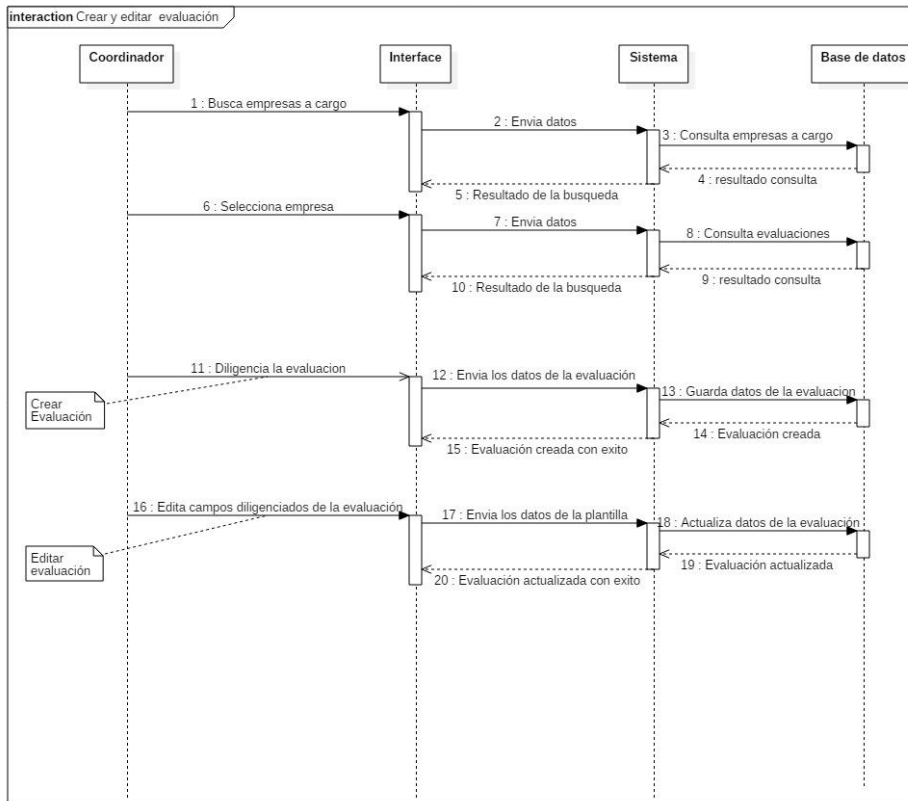 interaction Crear y editar evaluación
Coordinador
Interface
Sistema
Base de datos
1 : Busca empresas a cargo
2 : Envia datos
3 : Consulta empresas a cargo
4 : resultado consulta
5 : Resultado de la busqueda
6 : Selecciona empresa
7 : Envia datos
8 : Consulta evaluaciones
9 : resultado consulta
10 : Resultado de la busqueda
11 : Diligencia la evaluacion
12 : Envia los datos de la evaluación
13 : Guarda datos de la evaluacion
Crear
Evaluación
14 : Evaluación creada
15 : Evaluación creada con exito
16 : Edita campos diligenciados de la evaluación
17 : Envia los datos de la plantilla
18 : Actualiza datos de la evaluación
Editar
evaluación
19 : Evaluación actualizada
20 : Evaluación actualizada con exito